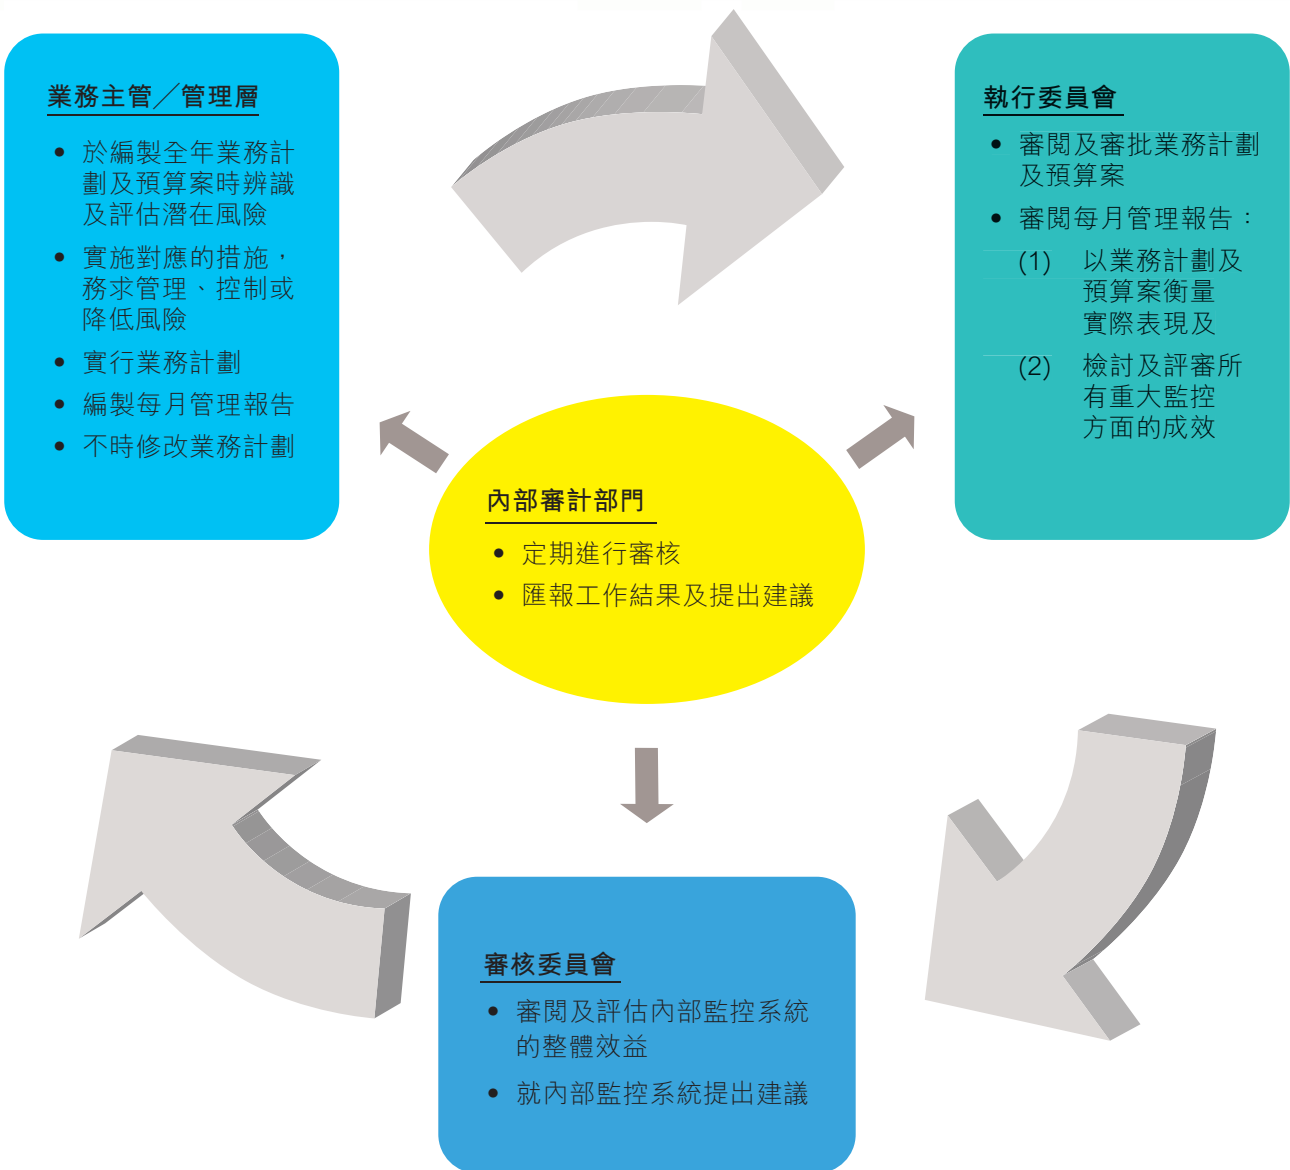 業務主管╱管理層
• 於編製全年業務計
劃及預算案時辨識
及評估潛在風險
• 實施對應的措施，
務求管理、控制或
降低風險
• 實行業務計劃
• 編製每月管理報告
• 不時修改業務計劃
執行委員會
• 審閱及審批業務計劃
及預算案
• 審閱每月管理報告：
(1) 以業務計劃及
預算案衡量
實際表現及
(2) 檢討及評審所
有重大監控
方面的成效
內部審計部門
• 定期進行審核
• 匯報工作結果及提出建議
審核委員會
• 審閱及評估內部監控系統
的整體效益
• 就內部監控系統提出建議